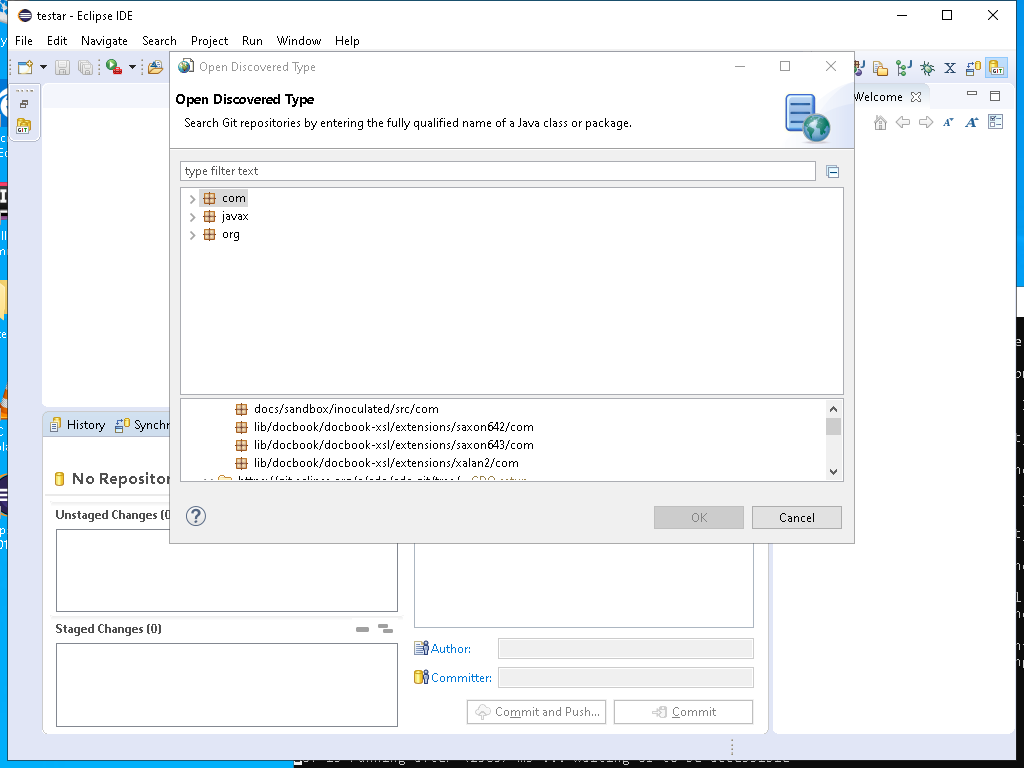 testar - Eclipse IDE
File Edit Navigate Search Project Run Window Help
Open Discovered Type
Open Discovered Type
Search Git repositories by entering the fully qualified name of a Java class or package.
Welcome
type filter text
com
javax
org
docs/sandbox/inoculated/src/com
lib/docbook/docbook-xsl/extensions/saxon642/com
lib/docbook/docbook-xsl/extensions/saxon643/com
lib/docbook/docbook-xsl/extensions/xalan2/com
OK Cancel
History Synchr
No Repositor
Unstaged Changes (0
Staged Changes (0)
Author:
Committer:
Commit and Push... Commit